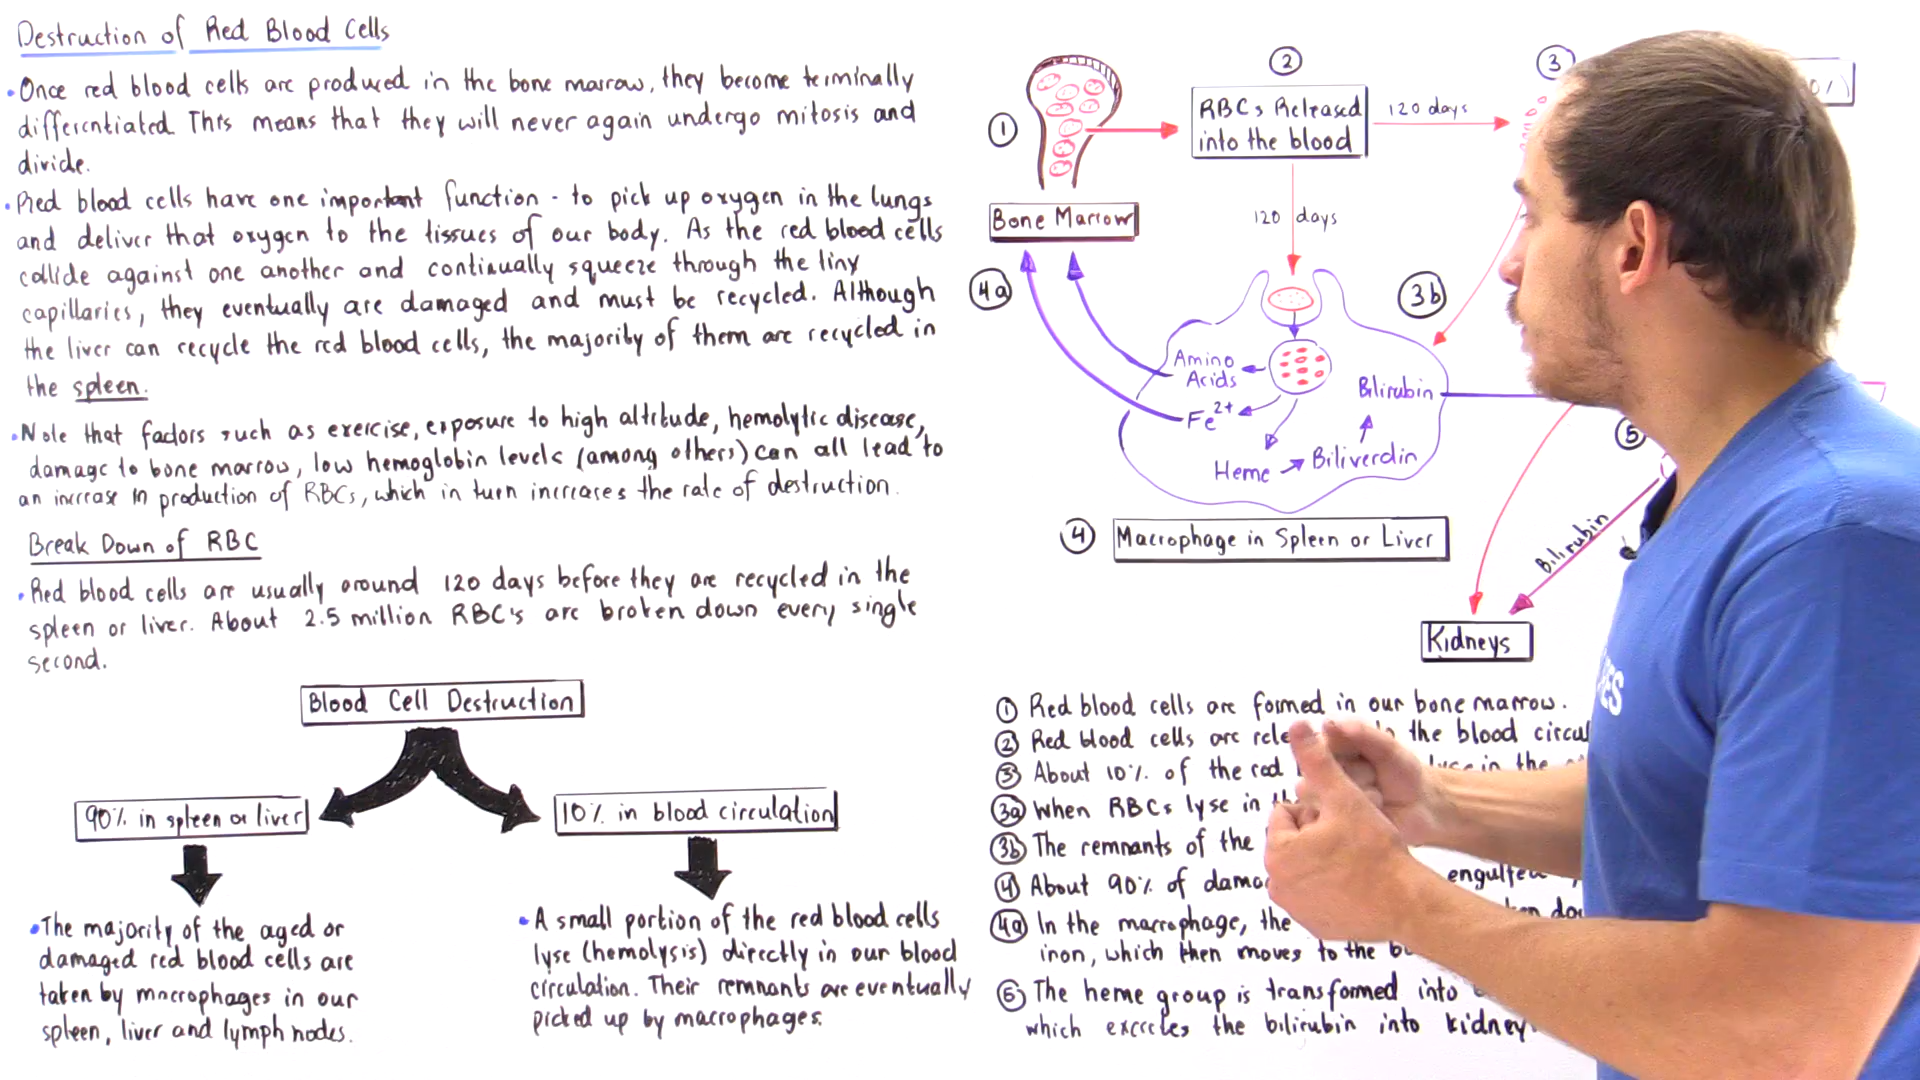 Destruction of Red Blood Cells
• Once red blood cells are produced in the bone marrow, they become terminally
differentiated. This means that they will never again undergo mitosis and
divide.
• Red blood cells have one important function - to pick up oxygen in the lungs
and deliver that oxygen to the tissues of our body. As the red blood cells
collide against one another and continually squeeze through the tiny
capillaries, they eventually are damaged and must be recycled. Although
the liver can recycle the red blood cells, the majority of them are recycled in
the spleen.
• Note that factors such as exercise, exposure to high altitude, hemolytic disease,
damage to bone marrow, low hemoglobin levels (among others) can all lead to
an increase in production of RBCs, which in turn increases the rate of destruction.
Break Down of RBC
• Red blood cells are usually around 120 days before they are recycled in the
spleen or liver. About 2.5 million RBC's are broken down every single
second.
Blood Cell Destruction
90% in spleen or liver
10% in blood circulation
• The majority of the aged or
damaged red blood cells are
taken by macrophages in our
spleen, liver and lymph nodes.
• A small portion of the red blood cells
lyse (hemolysis) directly in our blood
circulation. Their remnants are eventually
picked up by macrophages.
1
Bone Marrow
2
RBCs Released
into the blood
120 days
3
120 days
4a
3b
Amino
Acids
Fe2+
Heme
Biliverdin
Bilirubin
5
4
Macrophage in Spleen or Liver
Bilirubin
Kidneys
1 Red blood cells are formed in our bone marrow.
2 Red blood cells are the blood
3 About 10% of the red in the
3a When RBCs lyse in
3b The remnants of the
4 About 90% of engulfed
4a In the macrophage, the
iron, which then moves to the
5 The heme group is transformed into
which excretes the bilirubin into kidney